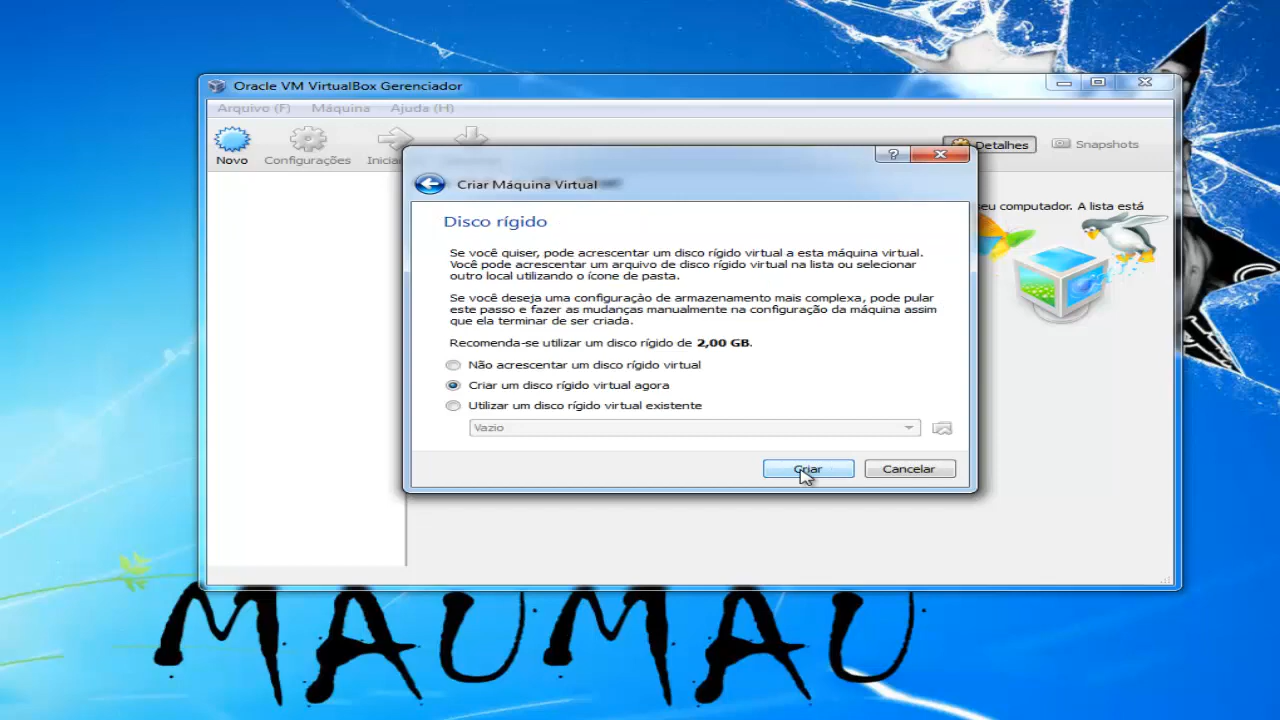 Oracle VM VirtualBox Gerenciador
Arquivo (F) Máquina Ajuda (H)
Novo Configurações Iniciar Detalhes Snapshots
Criar Máquina Virtual
seu computador. A lista está
Disco rígido
Se você quiser, pode acrescentar um disco rígido virtual a esta máquina virtual.
Você pode acrescentar um arquivo de disco rígido virtual na lista ou selecionar
outro local utilizando o ícone de pasta.
Se você deseja uma configuração de armazenamento mais complexa, pode pular
este passo e fazer as mudanças manualmente na configuração da máquina assim
que ela terminar de ser criada.
Recomenda-se utilizar um disco rígido de 2,00 GB.
Não acrescentar um disco rígido virtual
Criar um disco rígido virtual agora
Utilizar um disco rígido virtual existente
Vazio
Criar Cancelar
MAUMAU